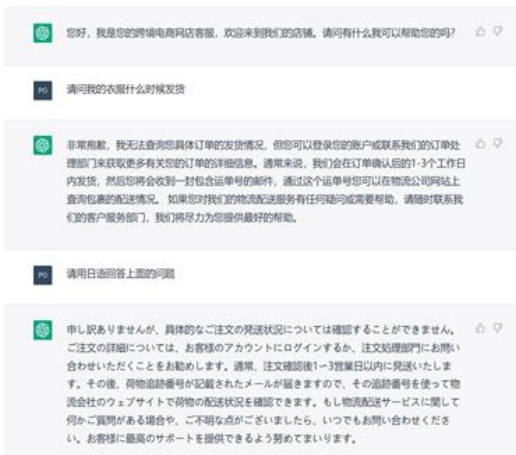 您好，我是您的跨境电商网店客服，欢迎来到我们的店铺。请问有什么我可以帮助您的吗？
PO
请问我的衣服什么时候发货
非常抱歉，我无法查询您具体订单的发货情况，但您可以登录您的账户或联系我们的订单处
理部门来获取更多有关您的订单的详细信息。通常来说，我们会在订单确认后的1-3个工作日
内发货，然后您将会收到一封包含运单号的邮件，通过这个运单号您可以在物流公司网站上
查询包裹的配送情况。 如果您对我们的物流配送服务有任何疑问或需要帮助，请随时联系我
们的客户服务部门，我们将尽力为您提供最好的帮助。
PO
请用日语回答上面的问题
申し訳ありませんが、具体的なご注文の発送状況については確認することができません。
ご注文の詳細については、お客様のアカウントにログインするか、注文処理部門にお問い
合わせいただくことをお勧めします。通常、注文確認後1-3営業日以内に発送いたしま
す。その後、荷物追跡番号が記載されたメールが届きますので、その追跡番号を使って物
流会社のウェブサイトで荷物の配送状況を確認できます。もし物流配送サービスに関して
何かご質問がある場合や、ご不明な点がございましたら、いつでもお問い合わせくださ
い。お客様に最高のサポートを提供できるよう努めてまいります。